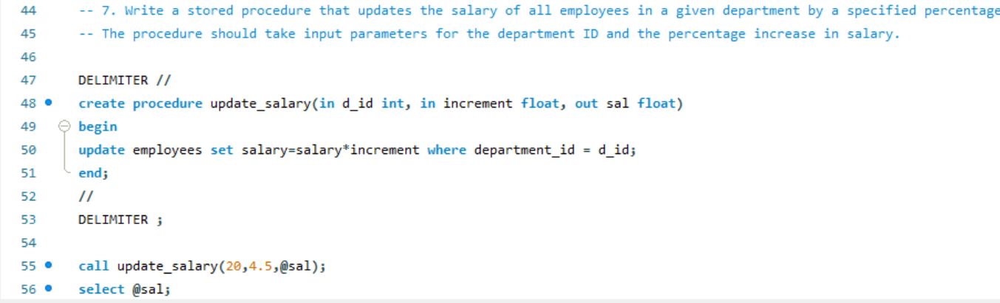 44 -- 7. Write a stored procedure that updates the salary of all employees in a given department by a specified percentage
45 -- The procedure should take input parameters for the department ID and the percentage increase in salary.
46
47 DELIMITER //
48 create procedure update_salary(in d_id int, in increment float, out sal float)
49 begin
50 update employees set salary=salary*increment where department_id = d_id;
51 end;
52 //
53 DELIMITER ;
54
55 call update_salary(20,4.5,@sal);
56 select @sal;